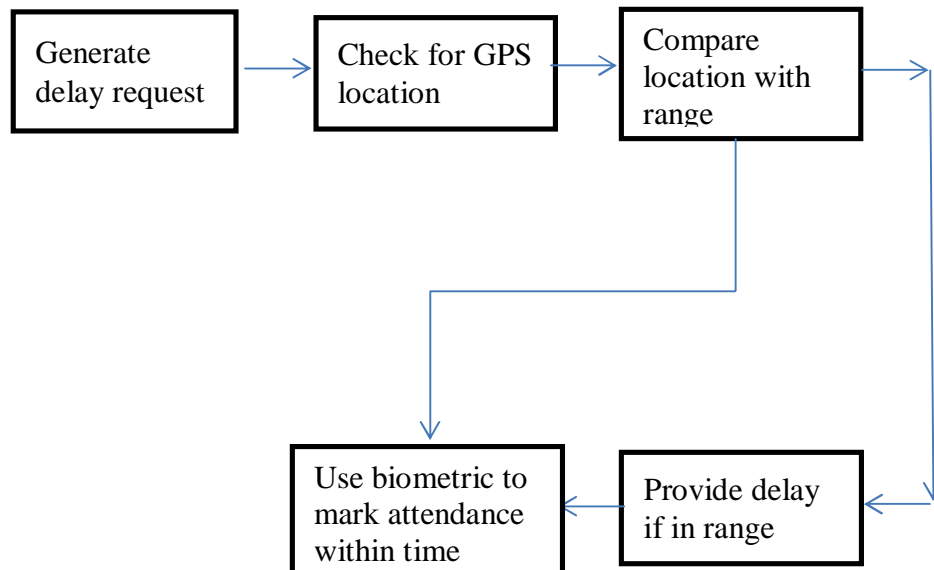 Generate
delay request
Check for GPS
location
Compare
location with
range
Use biometric to
mark attendance
within time
Provide delay
if in range